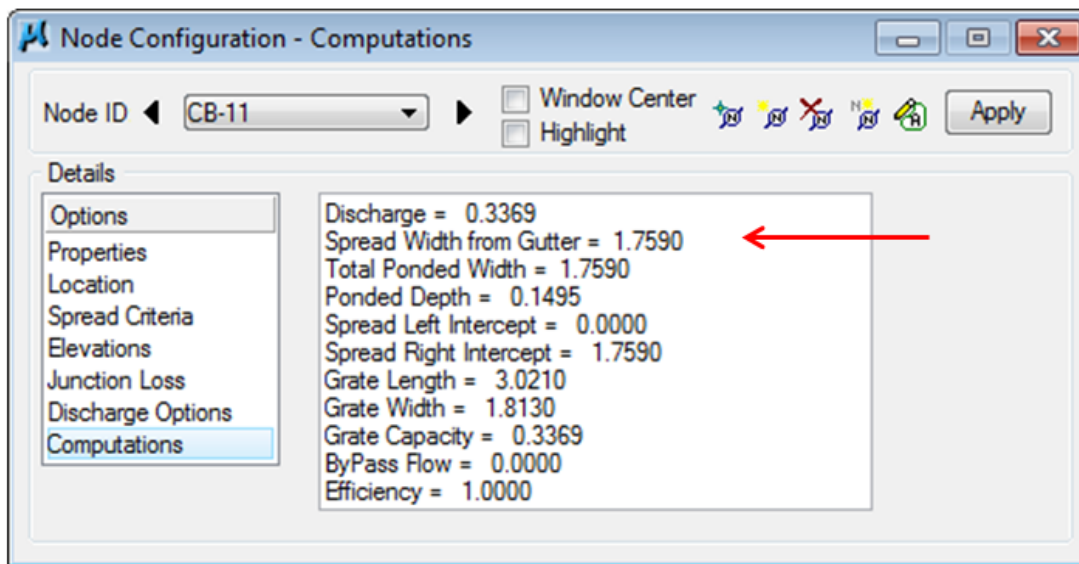 Node Configuration - Computations
Node ID CB-11 Window Center Apply
Highlight
Details
Options
Properties
Location
Spread Criteria
Elevations
Junction Loss
Discharge Options
Computations
Discharge = 0.3369
Spread Width from Gutter = 1.7590
Total Ponded Width = 1.7590
Ponded Depth = 0.1495
Spread Left Intercept = 0.0000
Spread Right Intercept = 1.7590
Grate Length = 3.0210
Grate Width = 1.8130
Grate Capacity = 0.3369
ByPass Flow = 0.0000
Efficiency = 1.0000